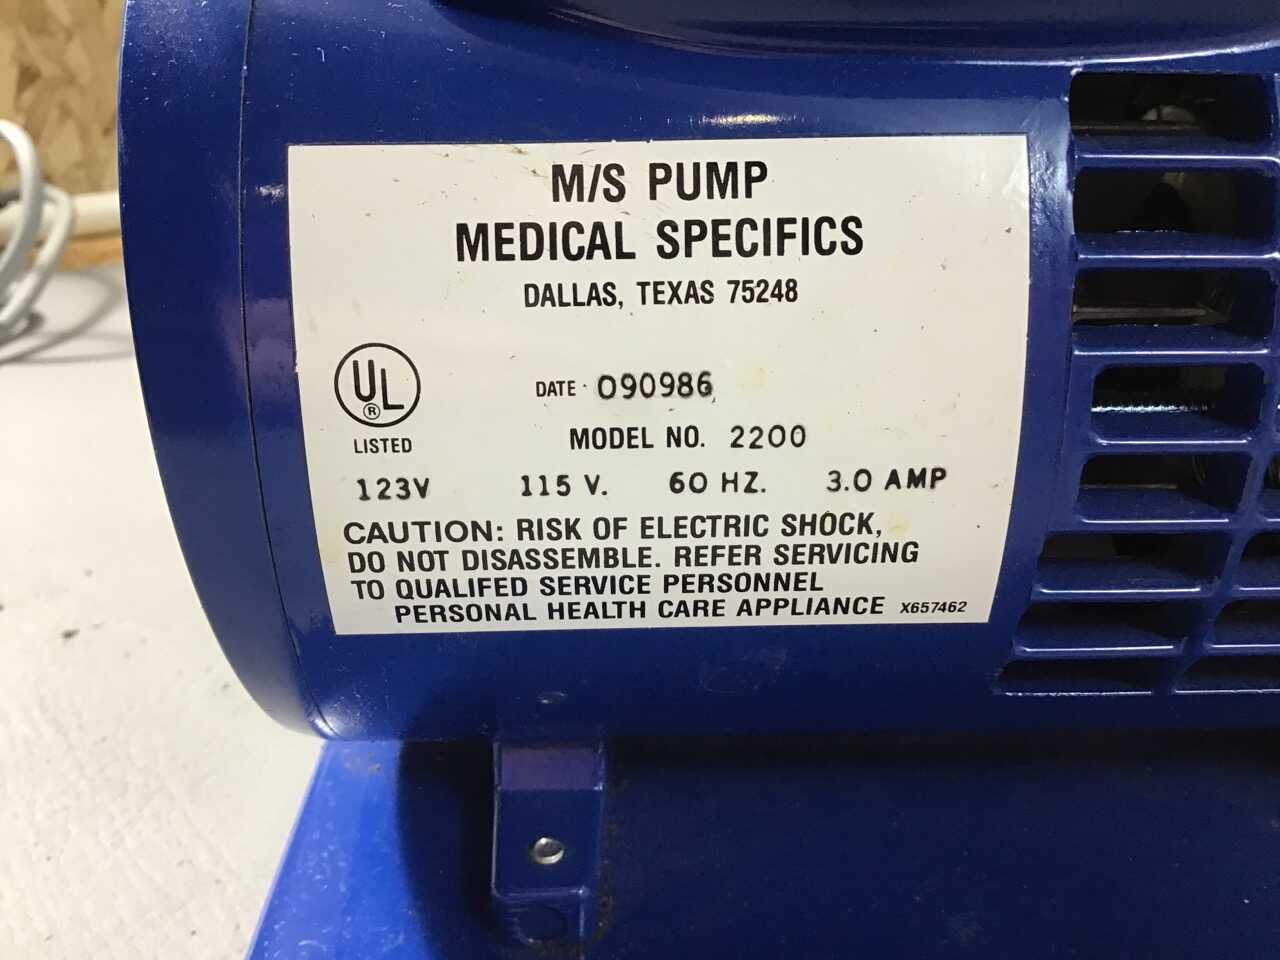 M/S PUMP
MEDICAL SPECIFICS
DALLAS, TEXAS 75248
UL
®
LISTED
DATE 090986
MODEL NO. 2200
123V 115 V. 60 HZ. 3.0 AMP
CAUTION: RISK OF ELECTRIC SHOCK,
DO NOT DISASSEMBLE. REFER SERVICING
TO QUALIFED SERVICE PERSONNEL
PERSONAL HEALTH CARE APPLIANCE X657462